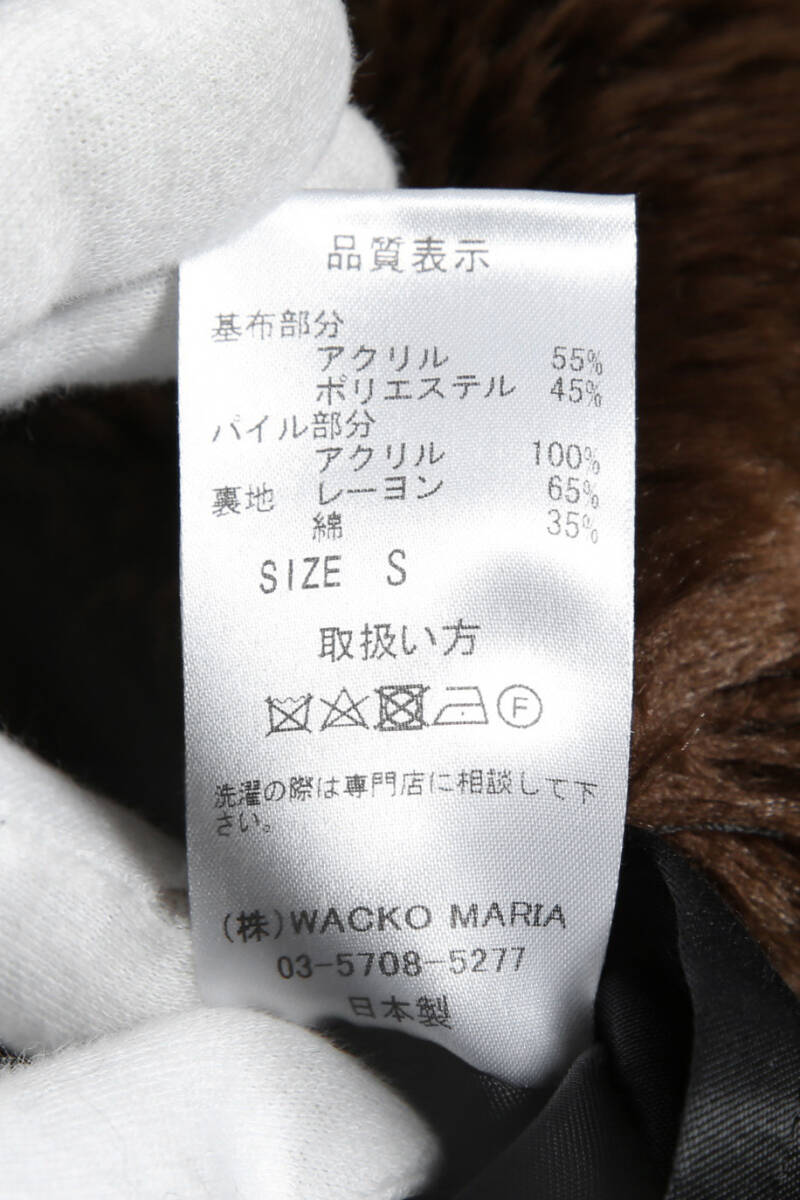 品質表示
基布部分
アクリル 55%
ポリエステル 45%
パイル部分
アクリル 100%
裏地 レーヨン 65%
綿 35%
SIZE S
取扱い方
F
洗濯の際は専門店に相談して下
さい。
(株)WACKO MARIA
03-5708-5277
日本製